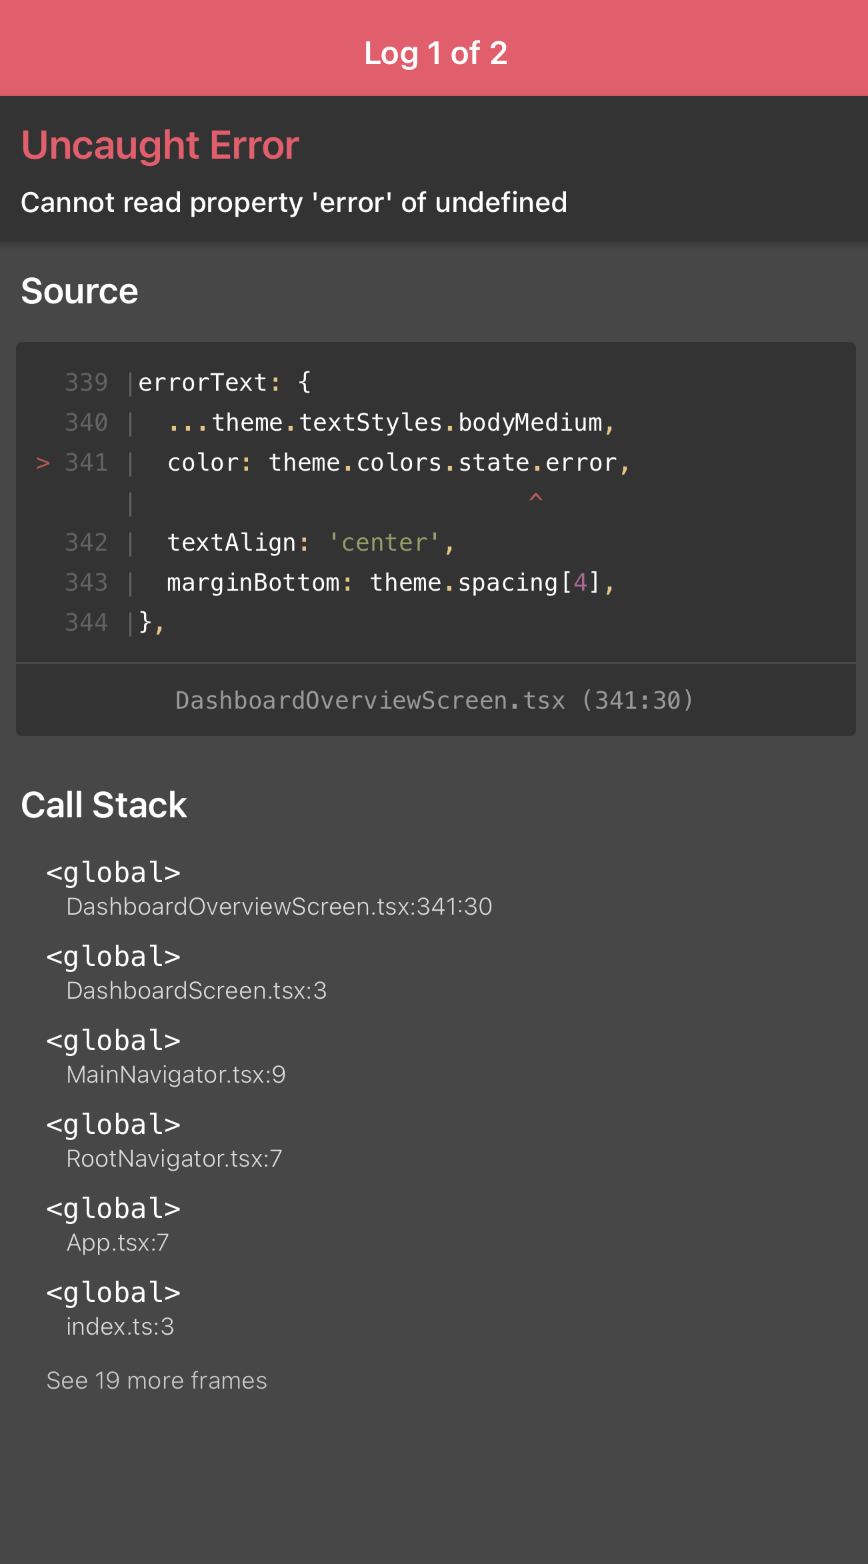 Log 1 of 2
Uncaught Error
Cannot read property 'error' of undefined
Source
339 |errorText: {
340 |  ...theme.textStyles.bodyMedium,
> 341 |  color: theme.colors.state.error,
|                           ^
342 |  textAlign: 'center',
343 |  marginBottom: theme.spacing[4],
344 |},
DashboardOverviewScreen.tsx (341:30)
Call Stack
<global>
DashboardOverviewScreen.tsx:341:30
<global>
DashboardScreen.tsx:3
<global>
MainNavigator.tsx:9
<global>
RootNavigator.tsx:7
<global>
App.tsx:7
<global>
index.ts:3
See 19 more frames